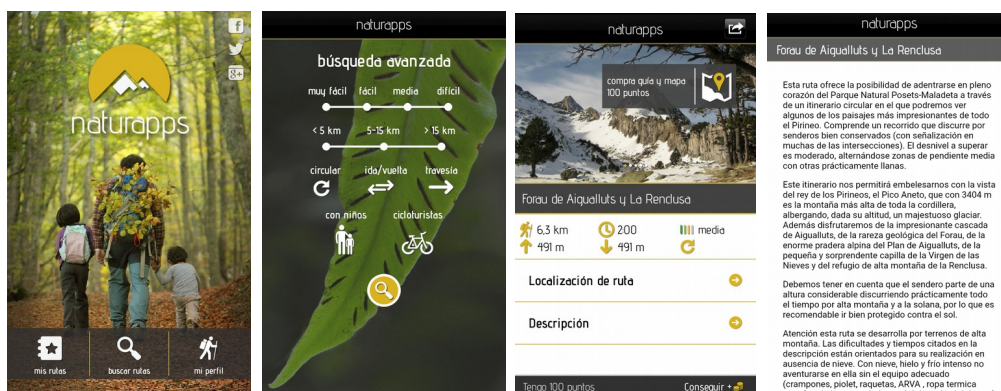 f
g+
naturapps
mis rutas
buscar rutas
mi perfil
naturapps
búsqueda avanzada
muy fácil fácil media difícil
< 5 km 5-15 km > 15 km
circular ida/vuelta travesía
con niños cicloturistas
naturapps
compra guía y mapa
100 puntos
Forau de Aiguálluts y La Renclusa
6,3 km 200 media
491 m 491 m
Localización de ruta
Descripción
Tengo 100 puntos Conseguir +
naturapps
Forau de Aigualluts y La Renclusa
Esta ruta ofrece la posibilidad de adentrarse en pleno
corazón del Parque Natural Posets-Maladeta a través
de un itinerario circular en el que podremos ver
algunos de los paisajes más impresionantes de todo
el Pirineo. Comprende un recorrido que discurre por
senderos bien conservados (con señalización en
muchas de las intersecciones). El desnivel a superar
es moderado, alternándose zonas de pendiente media
con otras prácticamente llanas.
Este itinerario nos permitirá embelesarnos con la vista
del rey de los Pirineos, el Pico Aneto, que con 3404 m
es la montaña más alta de toda la cordillera,
albergando, dada su altitud, un majestuoso glaciar.
Además disfrutaremos de la impresionante cascada
de Aigualluts, de la rareza geológica del Forau, de la
enorme pradera alpina del Plan de Aigualluts, de la
pequeña y sorprendente capilla de la Virgen de las
Nieves y del refugio de alta montaña de la Renclusa.
Debemos tener en cuenta que el sendero parte de una
altura considerable discurriendo prácticamente todo
el tiempo por alta montaña y a la solana, por lo que es
recomendable ir bien protegido contra el sol.
Atención esta ruta se desarrolla por terrenos de alta
montaña. Las dificultades y tiempos citados en la
descripción están orientados para su realización en
ausencia de nieve. Con nieve, hielo y frío intenso no
aventurarse en ella sin el equipo adecuado
(crampones, piolet, raquetas, ARVA , ropa termica